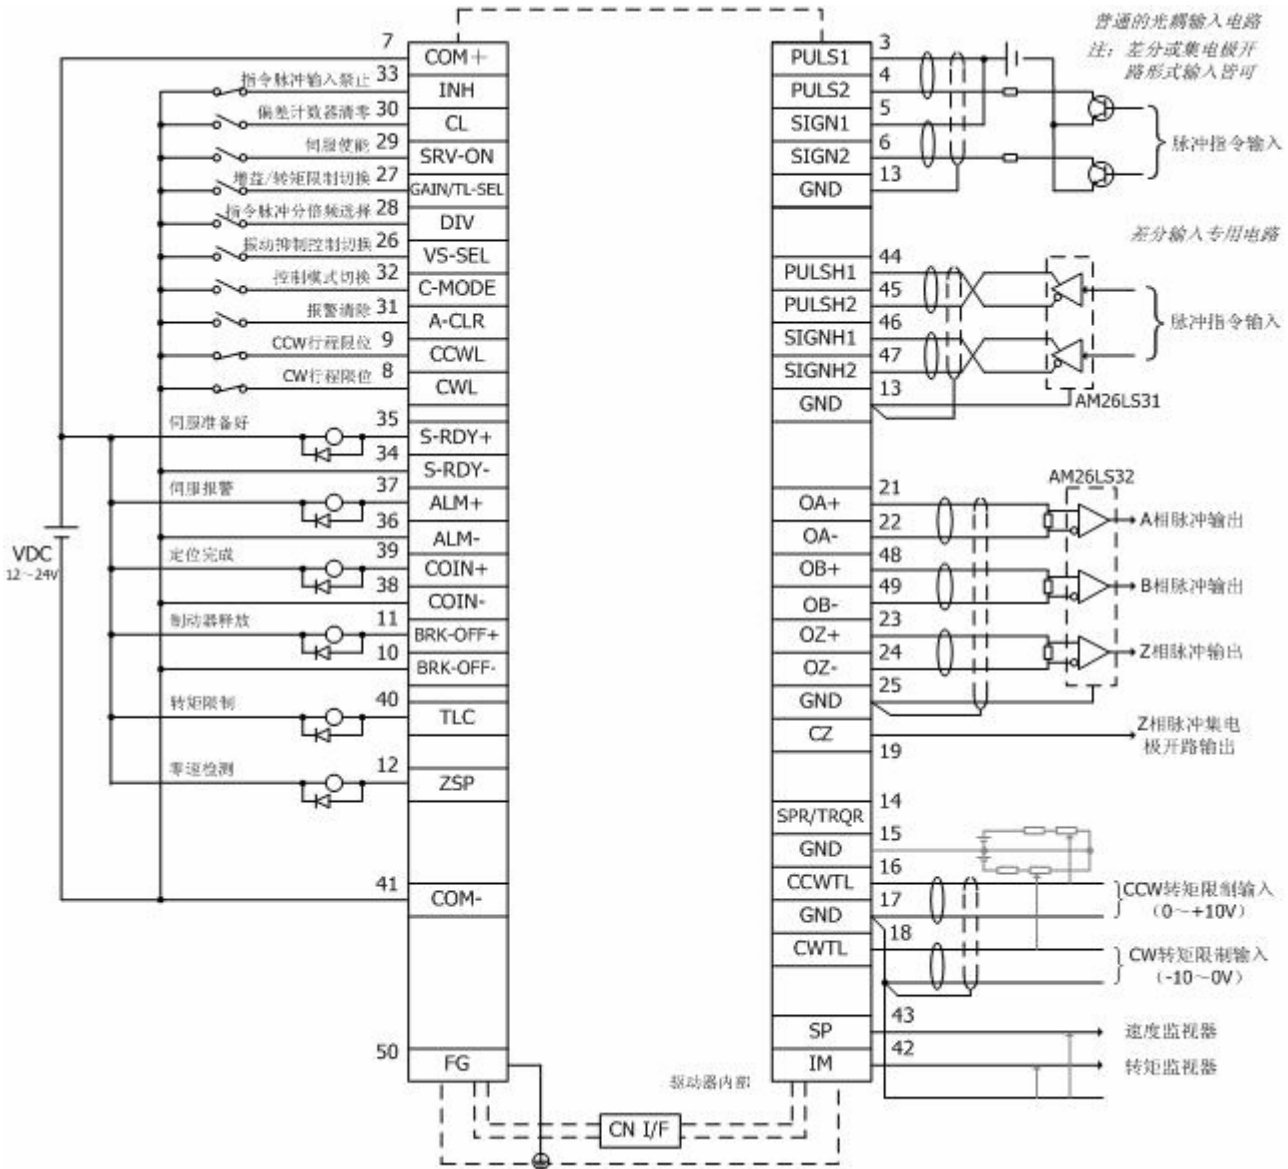 普通的光耦输入电路
注：差分或集电极开
路形式输入皆可
7
COM+
指令脉冲输入禁止 33
INH
偏差计数器清零 30
CL
伺服使能 29
SRV-ON
增益/转矩限制切换 27
GAIN/TL-SEL
指令脉冲分倍频选择 28
DIV
振动抑制控制切换 26
VS-SEL
控制模式切换 32
C-MODE
报警清除 31
A-CLR
CCW行程限位 9
CCWL
CW行程限位 8
CWL
伺服准备好 35
S-RDY+
34
S-RDY-
伺服报警 37
ALM+
36
ALM-
定位完成 39
COIN+
38
COIN-
制动器释放 11
BRK-OFF+
10
BRK-OFF-
转矩限制 40
TLC
零速检测 12
ZSP
41
COM-
50
FG
VDC
12～24V
3
PULS1
4
PULS2
5
SIGN1
6
SIGN2
13
GND
脉冲指令输入
差分输入专用电路
44
PULSH1
45
PULSH2
46
SIGNH1
47
SIGNH2
13
GND
脉冲指令输入
AM26LS31
AM26LS32
21
OA+
22
OA-
A相脉冲输出
48
OB+
49
OB-
B相脉冲输出
23
OZ+
24
OZ-
Z相脉冲输出
25
GND
CZ
19
Z相脉冲集电
极开路输出
14
SPR/TRQR
15
GND
16
CCWTL
17
GND
CCW转矩限制输入
（0～+10V）
18
CWTL
CW转矩限制输入
（-10～0V）
43
SP
速度监视器
42
IM
转矩监视器
驱动器内部
CN I/F